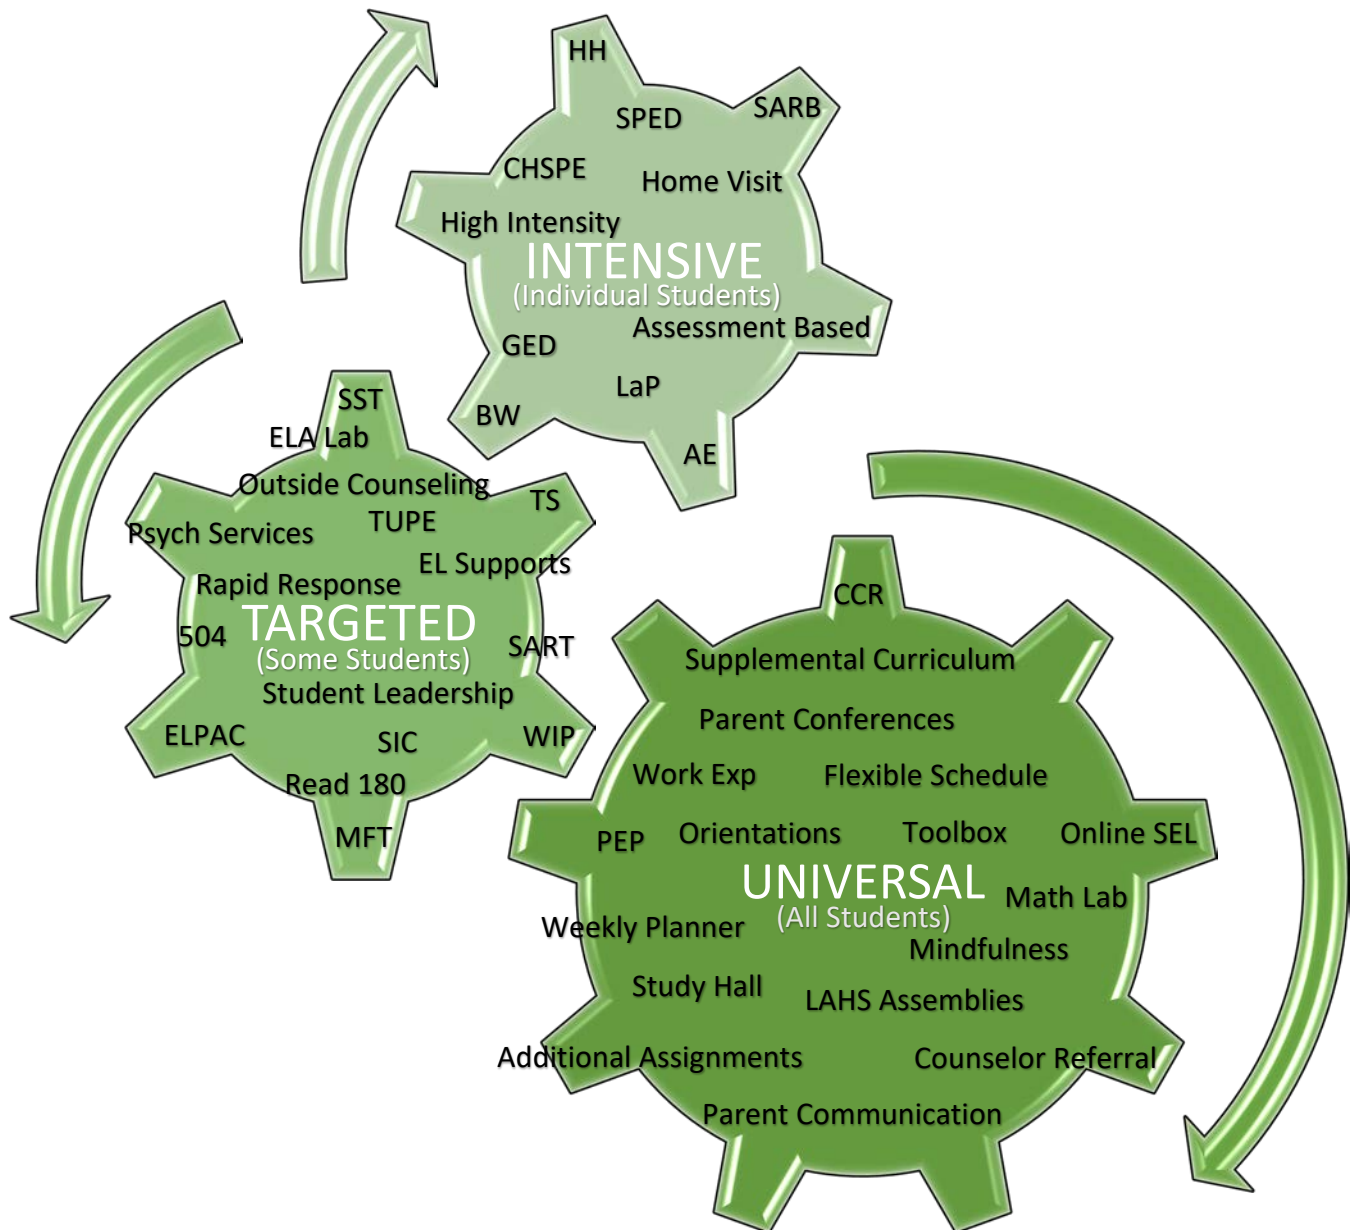 HH
SPED
SARB
CHSPE
Home Visit
High Intensity
INTENSIVE
(Individual Students)
Assessment Based
GED
LaP
BW
AE
SST
ELA Lab
Outside Counseling
TS
TUPE
Psych Services
EL Supports
Rapid Response
TARGETED
504
SART
(Some Students)
Student Leadership
ELPAC
SIC
WIP
Read 180
MFT
CCR
Supplemental Curriculum
Parent Conferences
Work Exp
Flexible Schedule
PEP
Orientations
Toolbox
Online SEL
UNIVERSAL
(All Students)
Math Lab
Weekly Planner
Mindfulness
Study Hall
LAHS Assemblies
Additional Assignments
Counselor Referral
Parent Communication